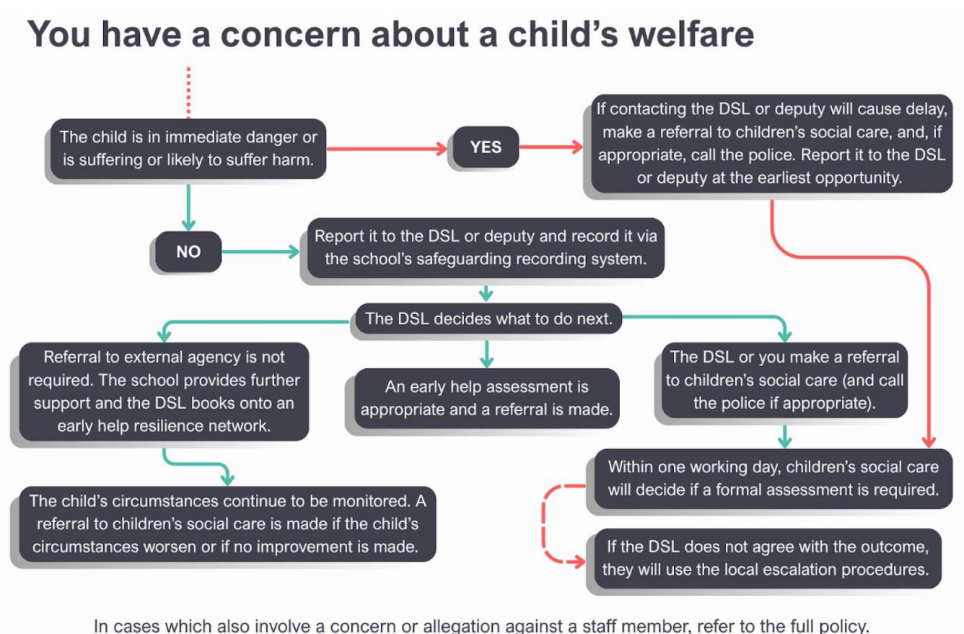 You have a concern about a child's welfare
The child is in immediate danger or
is suffering or likely to suffer harm.
YES
If contacting the DSL or deputy will cause delay,
make a referral to children's social care, and, if
appropriate, call the police. Report it to the DSL
or deputy at the earliest opportunity.
NO
Report it to the DSL or deputy and record it via
the school's safeguarding recording system.
The DSL decides what to do next.
Referral to external agency is not
required. The school provides further
support and the DSL books onto an
early help resilience network.
An early help assessment is
appropriate and a referral is made.
The DSL or you make a referral
to children's social care (and call
the police if appropriate).
The child's circumstances continue to be monitored. A
referral to children's social care is made if the child's
circumstances worsen or if no improvement is made.
Within one working day, children's social care
will decide if a formal assessment is required.
If the DSL does not agree with the outcome,
they will use the local escalation procedures.
In cases which also involve a concern or allegation against a staff member, refer to the full policy.